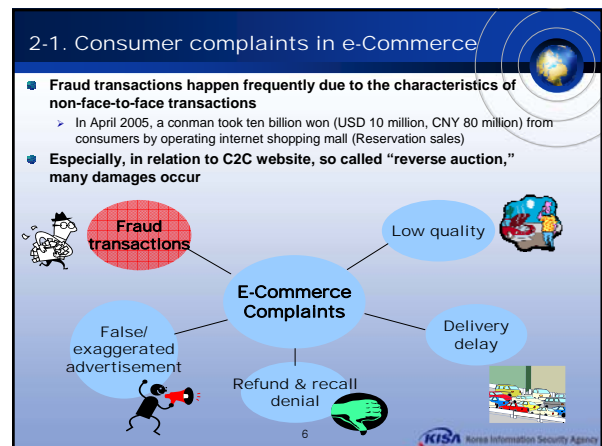 2-1. Consumer complaints in e-Commerce
Fraud transactions happen frequently due to the characteristics of
non-face-to-face transactions
In April 2005, a conman took ten billion won (USD 10 million, CNY 80 million) from
consumers by operating internet shopping mall (Reservation sales)
Especially, in relation to C2C website, so called “reverse auction,”
many damages occur
Fraud
transactions
Low quality
E-Commerce
Complaints
False/
exaggerated
advertisement
Delivery
delay
Refund & recall
denial
6
KISA Korea Information Security Agency